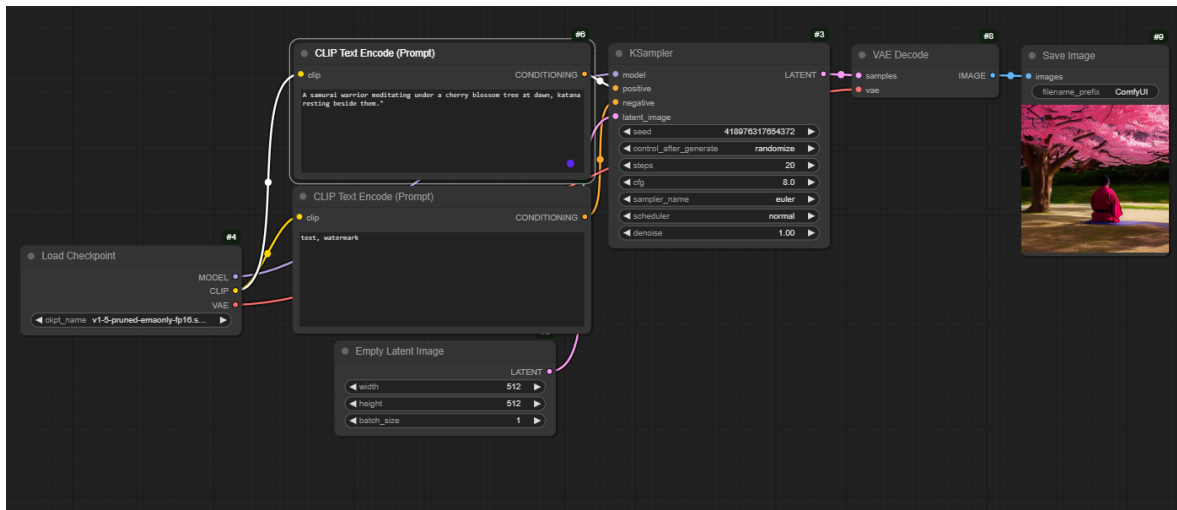 #6
CLIP Text Encode (Prompt)
clip
CONDITIONING
A samurai warrior meditating under a cherry blossom tree at dawn, katana
resting beside them."
CLIP Text Encode (Prompt)
clip
CONDITIONING
text, watermark
#4
Load Checkpoint
MODEL
CLIP
VAE
ckpt_name v1-5-pruned-emaonly-fp16.s...
Empty Latent Image
LATENT
width 512
height 512
batch_size 1
#3
KSampler
model LATENT
positive
negative
latent_image
seed 418976317654372
control_after_generate randomize
steps 20
cfg 8.0
sampler_name euler
scheduler normal
denoise 1.00
#8
VAE Decode
samples IMAGE
vae
#9
Save Image
images
filename_prefix ComfyUI